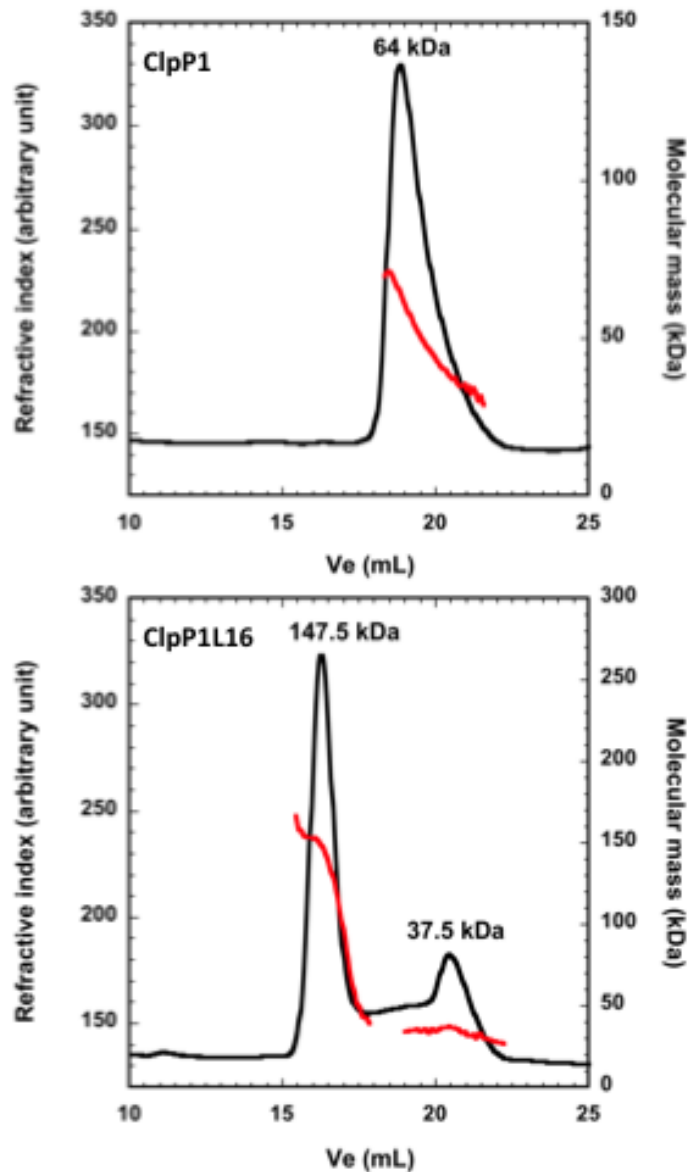 ClpP1
64 kDa
350
300
250
200
150
150
100
50
0
Refractive index (arbitrary unit)
Molecular mass (kDa)
10 15 20 25
Ve (mL)
ClpP1L16
147.5 kDa
37.5 kDa
350
300
250
200
150
300
250
200
150
100
50
0
Refractive index (arbitrary unit)
Molecular mass (kDa)
10 15 20 25
Ve (mL)